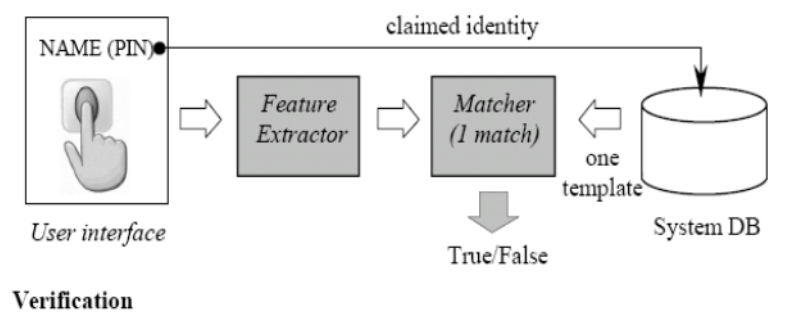 claimed identity
NAME (PIN)
Feature
Extractor
Matcher
(1 match)
one
template
User interface
System DB
True/False
Verification